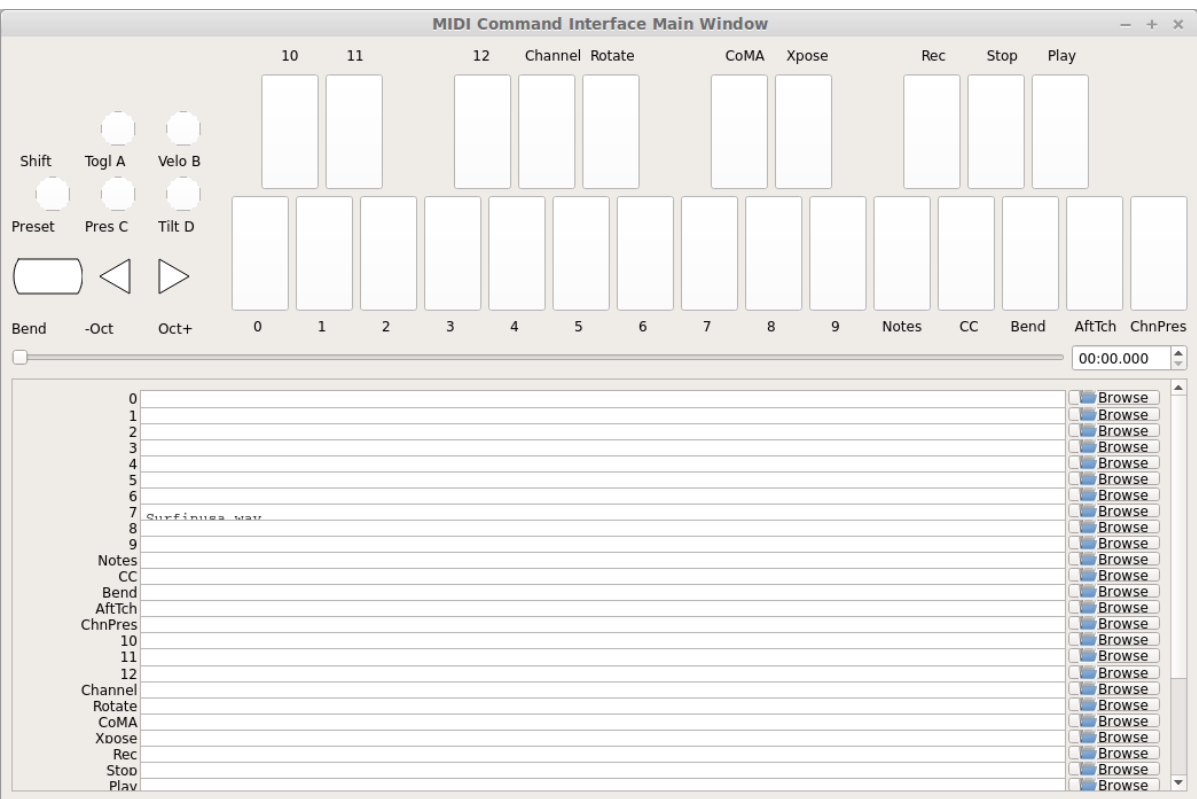 MIDI Command Interface Main Window
10 11 12 Channel Rotate CoMA Xpose Rec Stop Play
Shift Togl A Velo B
Preset Pres C Tilt D
Bend -Oct Oct+ 0 1 2 3 4 5 6 7 8 9 Notes CC Bend AftTch ChnPres
00:00.000
0 Browse
1 Browse
2 Browse
3 Browse
4 Browse
5 Browse
6 Browse
7 Surfinusa.wav Browse
8 Browse
9 Browse
Notes Browse
CC Browse
Bend Browse
AftTch Browse
ChnPres Browse
10 Browse
11 Browse
12 Browse
Channel Browse
Rotate Browse
CoMA Browse
Xpose Browse
Rec Browse
Stop Browse
Play Browse